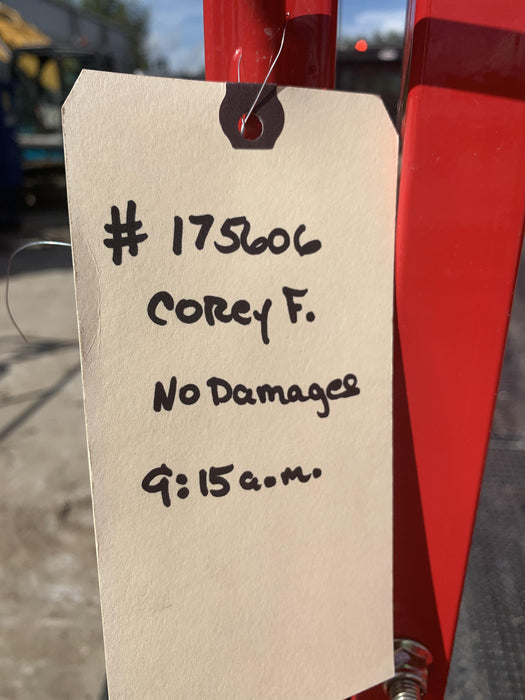 # 175606
Corey F.
No Damages
9:15 a.m.